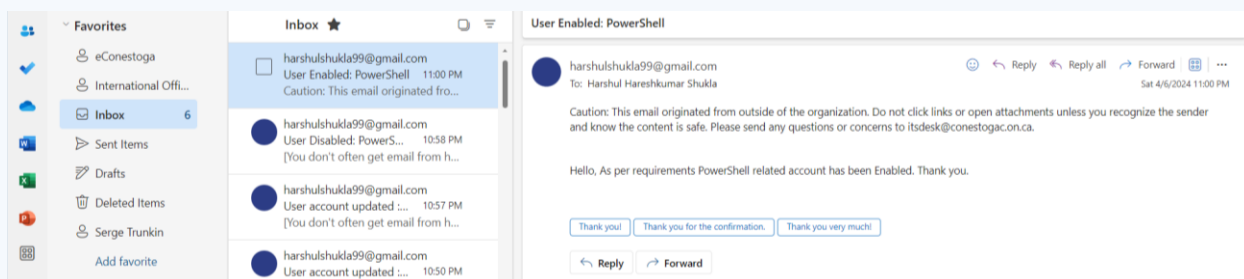 Favorites
eConestoga
International Offi...
Inbox 6
Sent Items
Drafts
Deleted Items
Serge Trunkin
Add favorite
Inbox
harshulshukla99@gmail.com
User Enabled: PowerShell 11:00 PM
Caution: This email originated fro...
harshulshukla99@gmail.com
User Disabled: PowerS... 10:58 PM
[You don't often get email from h...
harshulshukla99@gmail.com
User account updated :... 10:57 PM
[You don't often get email from h...
harshulshukla99@gmail.com
User account updated :... 10:50 PM
User Enabled: PowerShell
harshulshukla99@gmail.com
Reply Reply all Forward
To: Harshul Hareshkumar Shukla
Sat 4/6/2024 11:00 PM
Caution: This email originated from outside of the organization. Do not click links or open attachments unless you recognize the sender
and know the content is safe. Please send any questions or concerns to itsdesk@conestogac.on.ca.
Hello, As per requirements PowerShell related account has been Enabled. Thank you.
Thank you! Thank you for the confirmation. Thank you very much!
Reply Forward